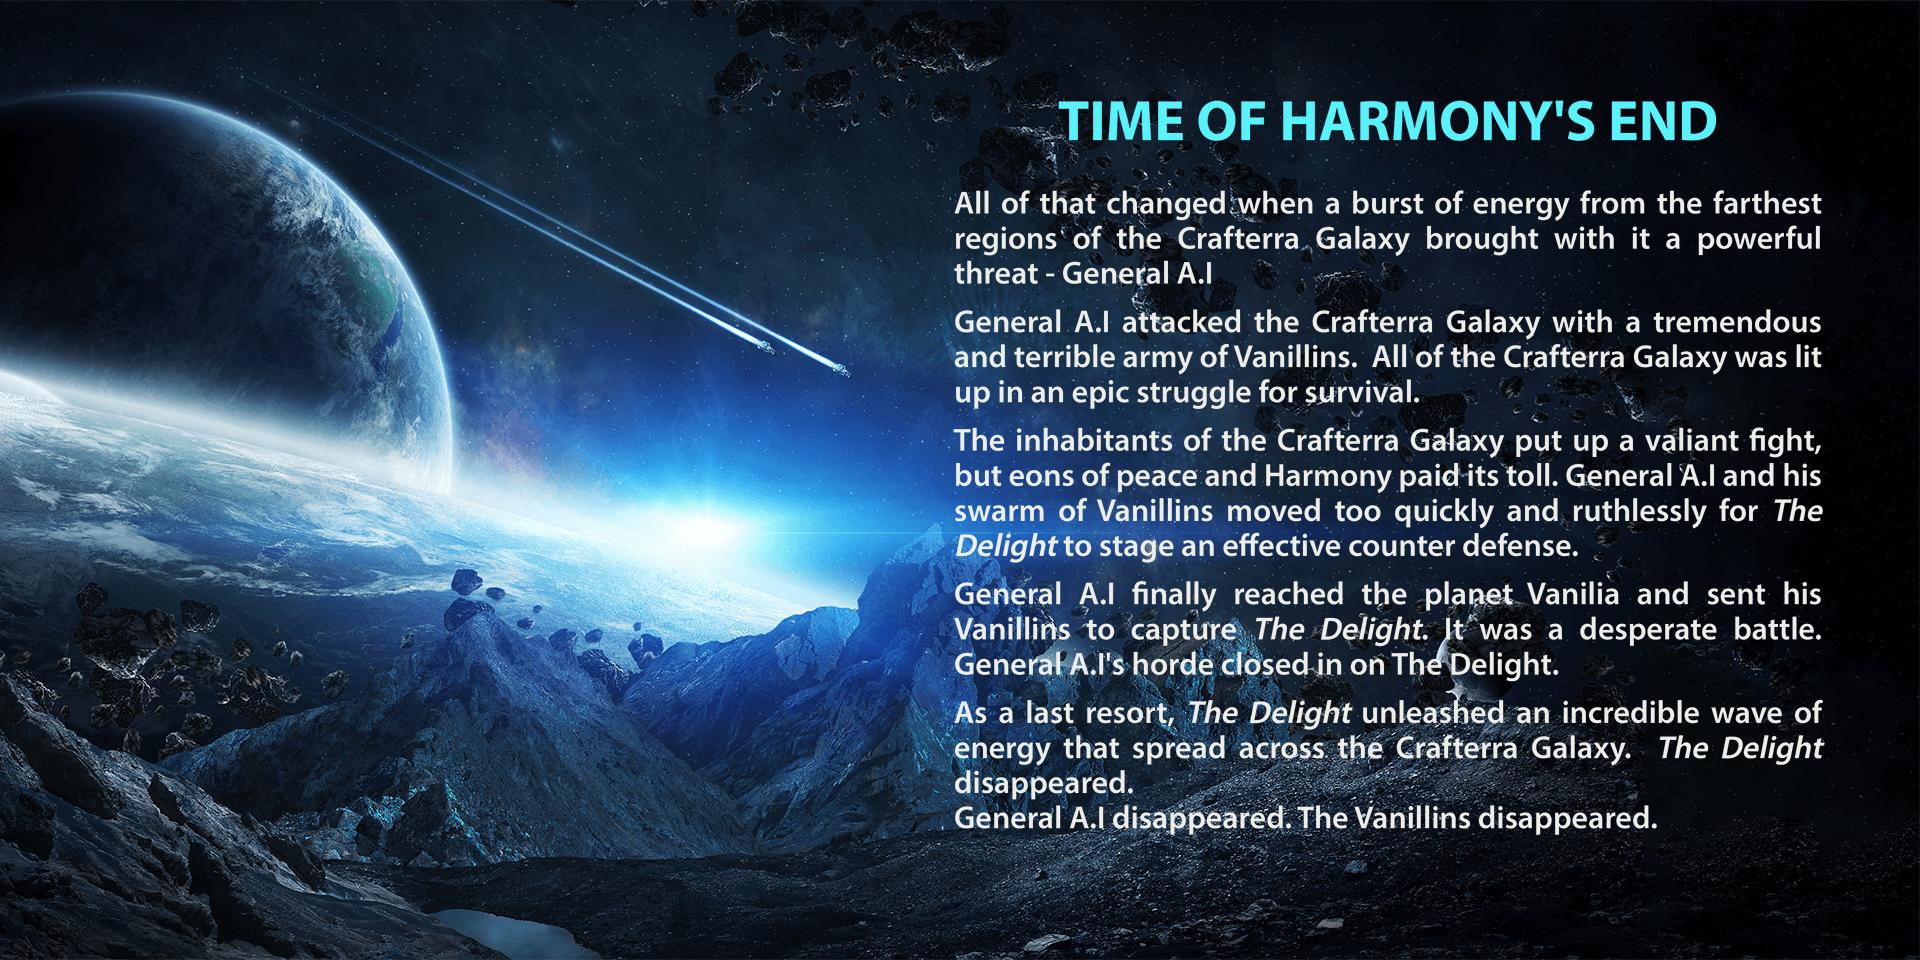 TIME OF HARMONY'S END
All of that changed when a burst of energy from the farthest
regions of the Crafterra Galaxy brought with it a powerful
threat - General A.I
General A.I attacked the Crafterra Galaxy with a tremendous
and terrible army of Vanillins.  All of the Crafterra Galaxy was lit
up in an epic struggle for survival.
The inhabitants of the Crafterra Galaxy put up a valiant fight,
but eons of peace and Harmony paid its toll. General A.I and his
swarm of Vanillins moved too quickly and ruthlessly for The
Delight to stage an effective counter defense.
General A.I finally reached the planet Vanilia and sent his
Vanillins to capture The Delight. It was a desperate battle.
General A.I's horde closed in on The Delight.
As a last resort, The Delight unleashed an incredible wave of
energy that spread across the Crafterra Galaxy.  The Delight
disappeared.
General A.I disappeared. The Vanillins disappeared.